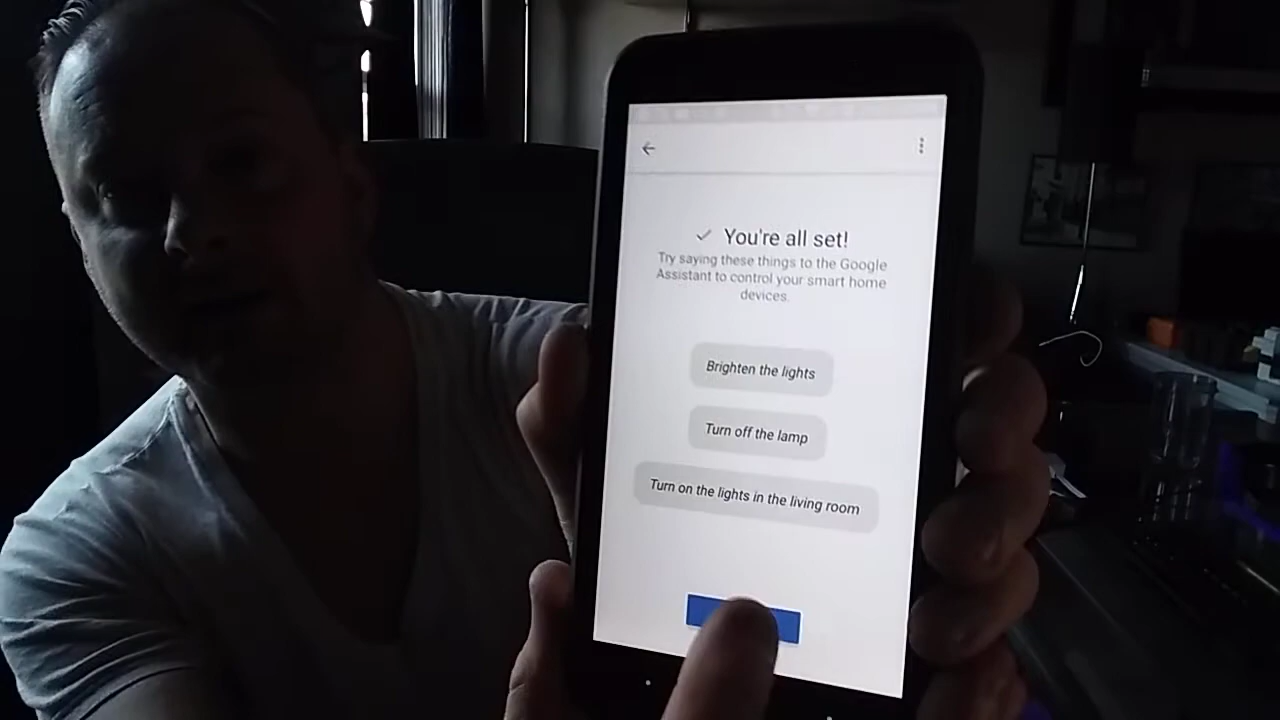 You're all set!
Try saying these things to the Google
Assistant to control your smart home
devices.
Brighten the lights
Turn off the lamp
Turn on the lights in the living room